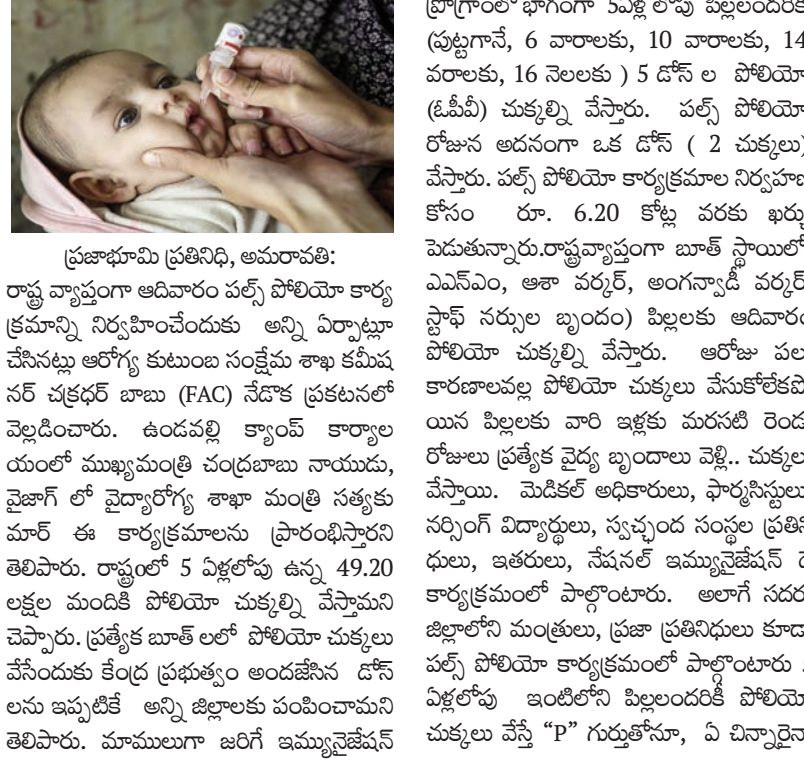 ప్రజాభూమి ప్రతినిధి, అమరావతి:
రాష్ట్ర వ్యాప్తంగా ఆదివారం పల్స్ పోలియో కార్య
క్రమాన్ని నిర్వహించేందుకు అన్ని ఏర్పాట్లూ
చేసినట్లు ఆరోగ్య కుటుంబ సంక్షేమ శాఖ కమీష
నర్ చక్రధర్ బాబు (FAC) నేడొక ప్రకటనలో
వెల్లడించారు. ఉండవల్లి క్యాంప్ కార్యాల
యంలో ముఖ్యమంత్రి చంద్రబాబు నాయుడు,
వైజాగ్ లో వైద్యారోగ్య శాఖా మంత్రి సత్యకు
మార్ ఈ కార్యక్రమాలను ప్రారంభిస్తారని
తెలిపారు. రాష్ట్రంలో 5 ఏళ్లలోపు ఉన్న 49.20
లక్షల మందికి పోలియో చుక్కల్ని వేస్తామని
చెప్పారు. ప్రత్యేక బూత్ లలో పోలియో చుక్కలు
వేసేందుకు కేంద్ర ప్రభుత్వం అందజేసిన డోస్
లను ఇప్పటికే అన్ని జిల్లాలకు పంపించామని
తెలిపారు. మాములుగా జరిగే ఇమ్యునైజేషన్
ప్రోగ్రాంలో భాగంగా 5ఏళ్ల లోపు పిల్లలందరికీ
(పుట్టగానే, 6 వారాలకు, 10 వారాలకు, 14
వరాలకు, 16 నెలలకు ) 5 డోస్ ల పోలియో
(ఓపీవీ) చుక్కల్ని వేస్తారు. పల్స్ పోలియో
రోజున అదనంగా ఒక డోస్ ( 2 చుక్కలు)
వేస్తారు. పల్స్ పోలియో కార్యక్రమాల నిర్వహణ
కోసం రూ. 6.20 కోట్ల వరకు ఖర్చు
పెడుతున్నారు.రాష్ట్రవ్యాప్తంగా బూత్ స్థాయిలో
ఎఎన్ఎం, ఆశా వర్కర్, అంగన్వాడీ వర్కర్
స్టాఫ్ నర్సుల బృందం) పిల్లలకు ఆదివారం
పోలియో చుక్కల్ని వేస్తారు. ఆరోజు పలు
కారణాలవల్ల పోలియో చుక్కలు వేసుకోలేకపో
యిన పిల్లలకు వారి ఇళ్లకు మరసటి రెండు
రోజులు ప్రత్యేక వైద్య బృందాలు వెళ్లి.. చుక్కలు
వేస్తాయి. మెడికల్ అధికారులు, ఫార్మసిస్టులు
నర్సింగ్ విద్యార్థులు, స్వచ్ఛంద సంస్థల ప్రతిని
ధులు, ఇతరులు, నేషనల్ ఇమ్యునైజేషన్
కార్యక్రమంలో పాల్గొంటారు. అలాగే సదరు
జిల్లాలోని మంత్రులు, ప్రజా ప్రతినిధులు కూడా
పల్స్ పోలియో కార్యక్రమంలో పాల్గొంటారు
ఏళ్లలోపు ఇంటిలోని పిల్లలందరికీ పోలియో
చుక్కలు వేస్తే “P” గుర్తుతోనూ, ఏ చిన్నారైనా